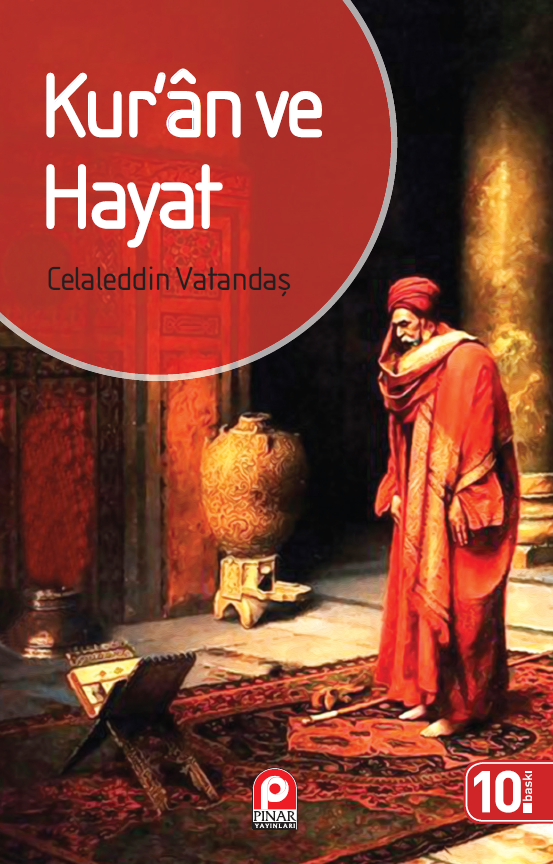 Kur'ân ve
Hayat
Celaleddin Vatandaş
PINAR
YAYINLARI
10.baskı